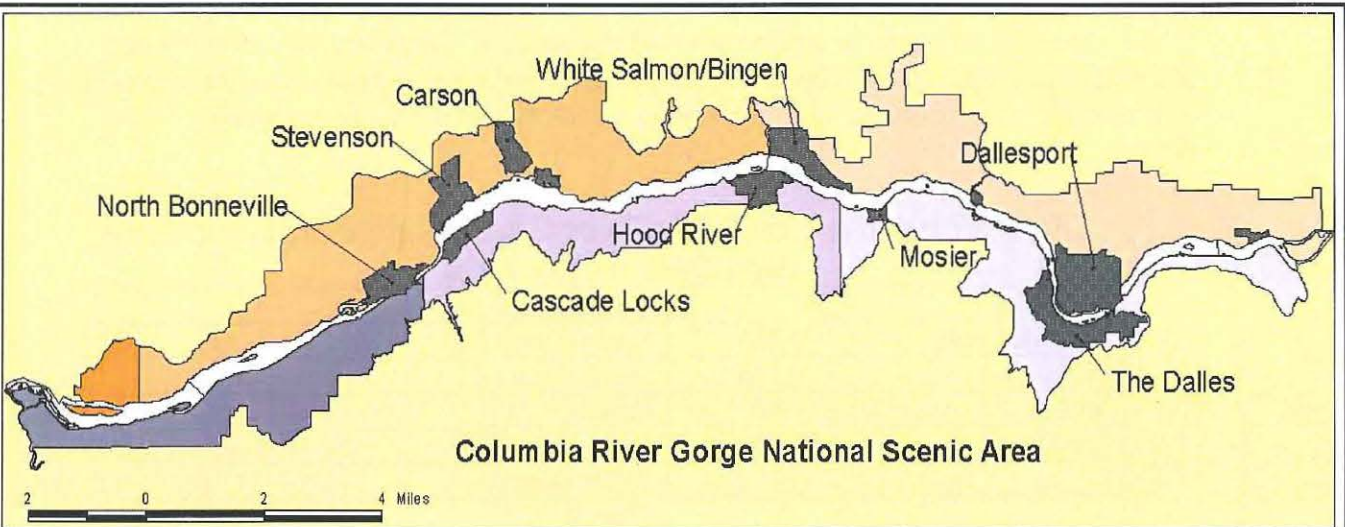 White Salmon/Bingen
Carson
Stevenson
Dallesport
North Bonneville
Hood River
Mosier
Cascade Locks
The Dalles
Columbia River Gorge National Scenic Area
2 0 2 4 Miles